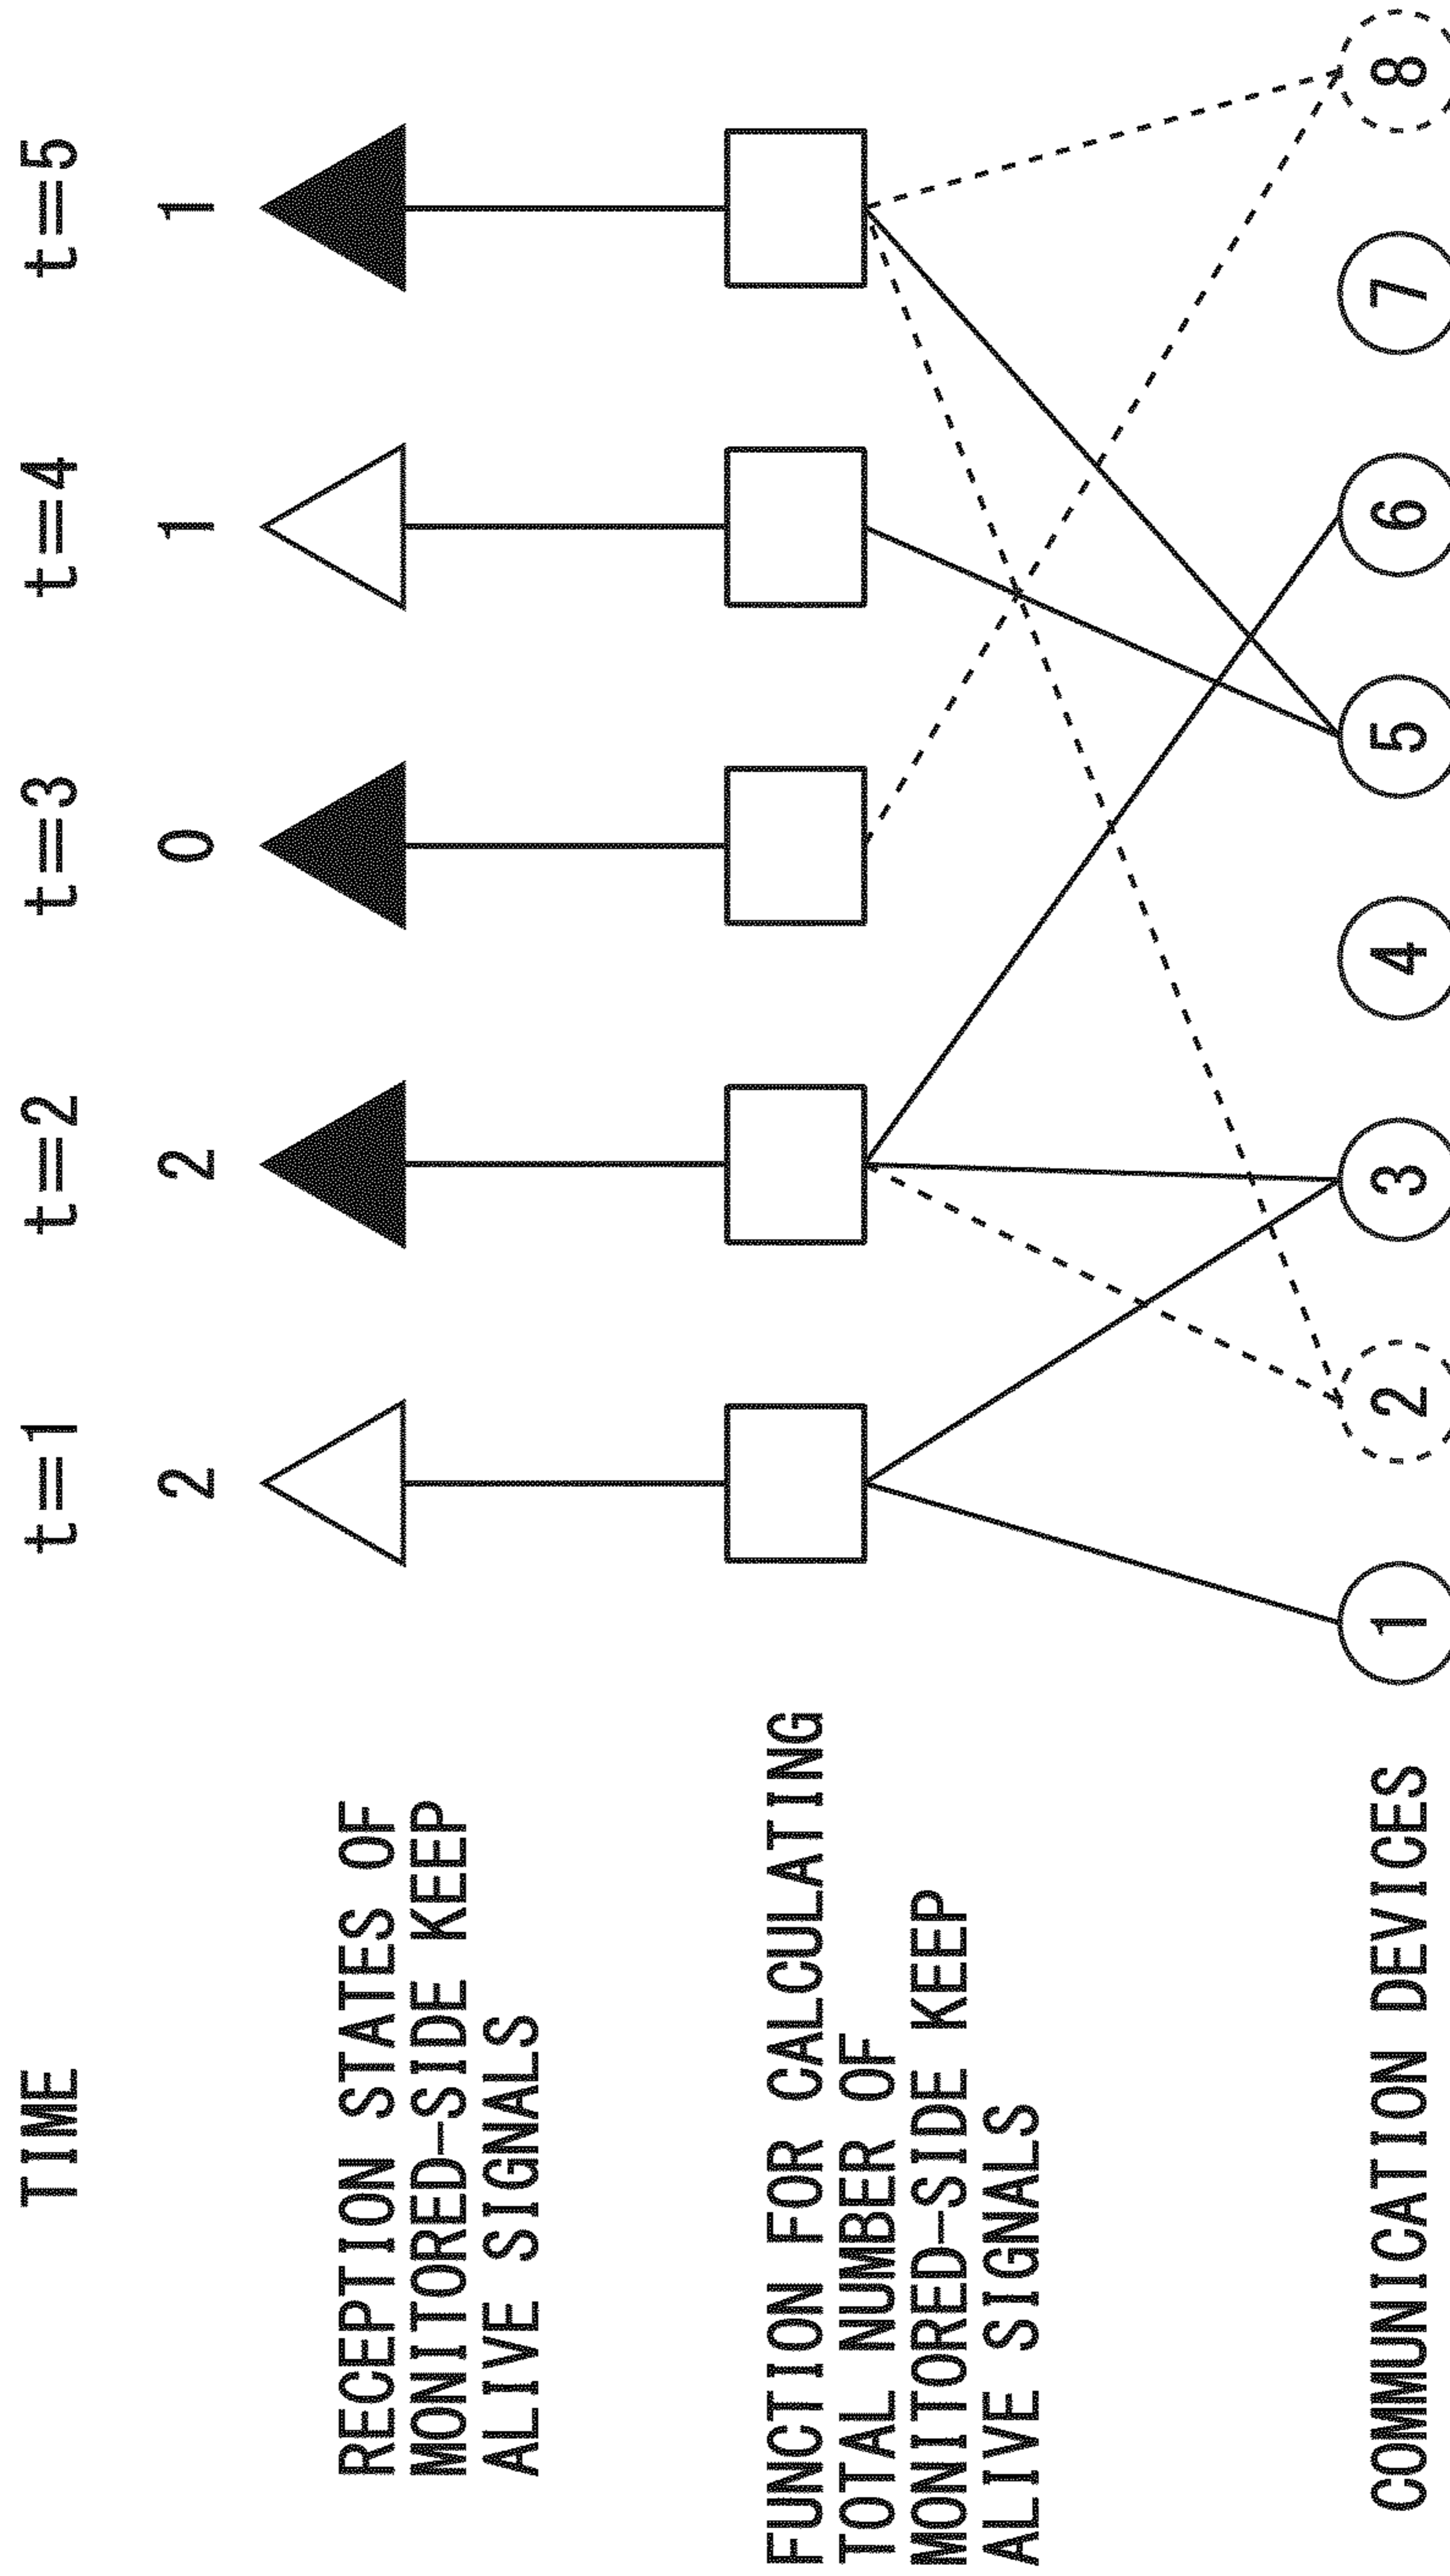 TIME t=1 t=2 t=3 t=4 t=5
2 2 0 1 1
RECEPTION STATES OF
MONITORED-SIDE KEEP
ALIVE SIGNALS
FUNCTION FOR CALCULATING
TOTAL NUMBER OF
MONITORED-SIDE KEEP
ALIVE SIGNALS
COMMUNICATION DEVICES 1 2 3 4 5 6 7 8